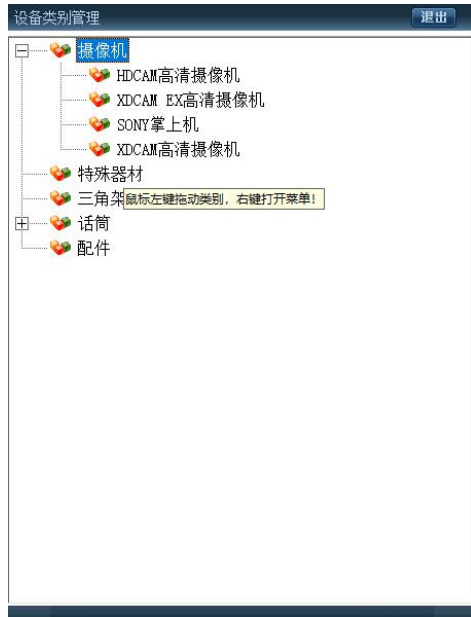 设备类别管理
退出
摄像机
HDCAM高清摄像机
XDCAM EX高清摄像机
SONY掌上机
XDCAM高清摄像机
特殊器材
三角架
鼠标左键拖动类别，右键打开菜单！
话筒
配件